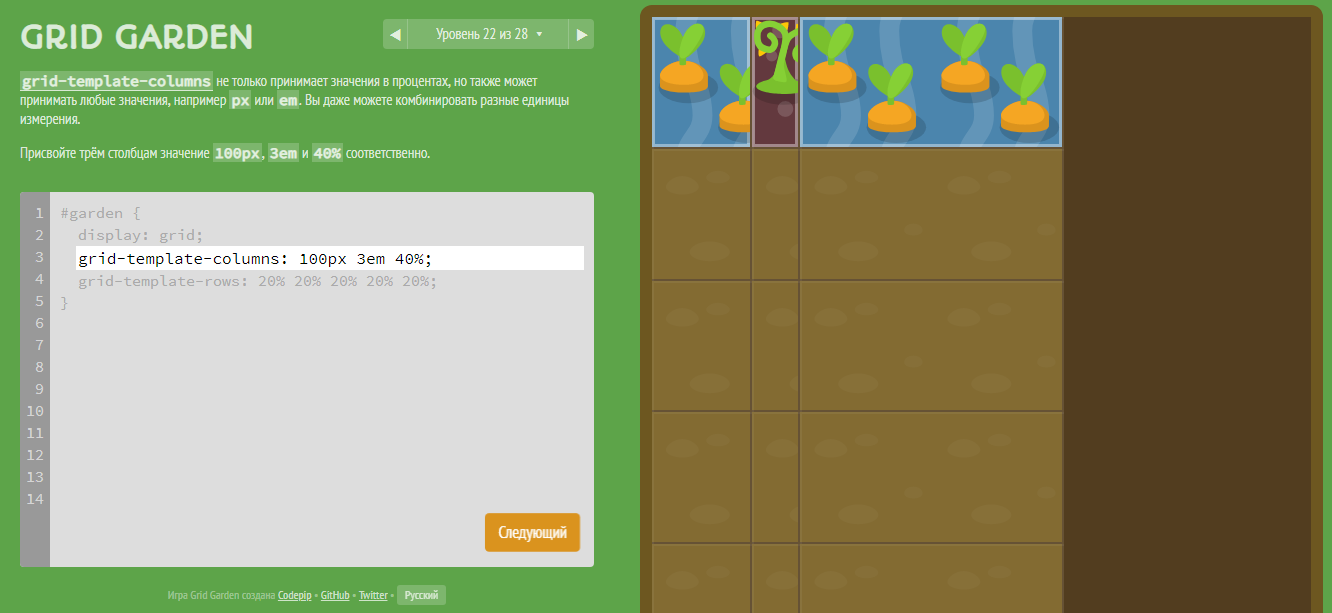 GRID GARDEN
◀ Уровень 22 из 28 ▼ ▶
grid-template-columns не только принимает значения в процентах, но также может
принимать любые значения, например px или em. Вы даже можете комбинировать разные единицы
измерения.
Присвойте трём столбцам значение 100px, 3em и 40% соответственно.
1 #garden {
2 display: grid;
3 grid-template-columns: 100px 3em 40%;
4 grid-template-rows: 20% 20% 20% 20% 20%;
5 }
6
7
8
9
10
11
12
13
14
Следующий
Игра Grid Garden создана Codepip • GitHub • Twitter • Русский